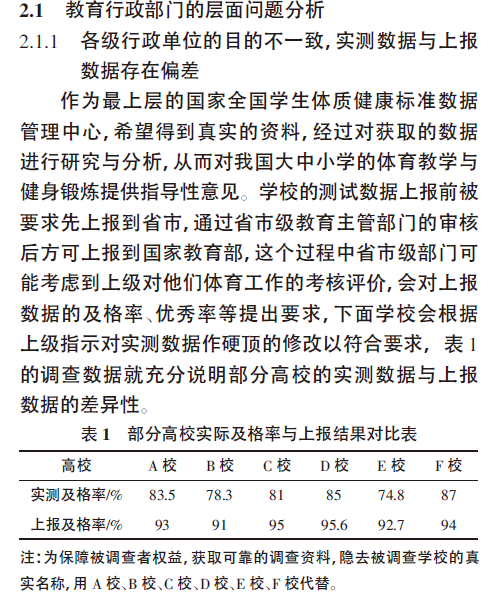 2.1 教育行政部门的层面问题分析
2.1.1 各级行政单位的目的不一致,实测数据与上报
数据存在偏差
作为最上层的国家全国学生体质健康标准数据
管理中心,希望得到真实的资料,经过对获取的数据
进行研究与分析,从而对我国大中小学的体育教学与
健身锻炼提供指导性意见。学校的测试数据上报前被
要求先上报到省市,通过省市级教育主管部门的审核
后方可上报到国家教育部,这个过程中省市级部门可
能考虑到上级对他们体育工作的考核评价,会对上报
数据的及格率、优秀率等提出要求,下面学校会根据
上级指示对实测数据作硬顶的修改以符合要求, 表 1
的调查数据就充分说明部分高校的实测数据与上报
数据的差异性。
表 1 部分高校实际及格率与上报结果对比表
高校 A 校 B 校 C 校 D 校 E 校 F 校
实测及格率/% 83.5 78.3 81 85 74.8 87
上报及格率/% 93 91 95 95.6 92.7 94
注:为保障被调查者权益,获取可靠的调查资料,隐去被调查学校的真
实名称,用 A 校、B 校、C 校、D 校、E 校、F 校代替。